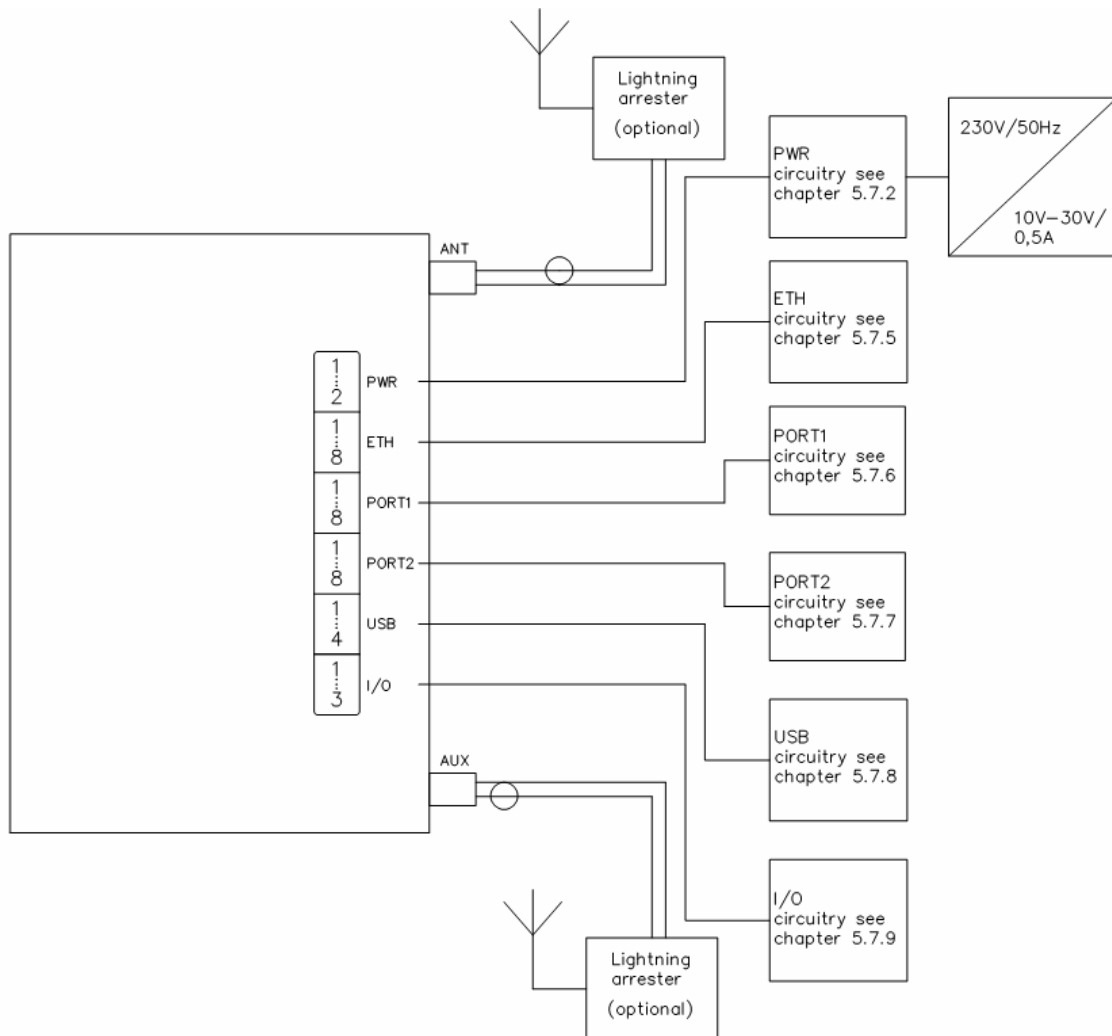 Lightning
arrester
(optional)
PWR
circuitry see
chapter 5.7.2
230V/50Hz
10V-30V/
0,5A
ANT
ETH
circuitry see
chapter 5.7.5
1
2
PWR
1
8
ETH
PORT1
circuitry see
chapter 5.7.6
1
8
PORT1
1
8
PORT2
PORT2
circuitry see
chapter 5.7.7
1
4
USB
1
3
I/O
USB
circuitry see
chapter 5.7.8
AUX
I/O
circuitry see
chapter 5.7.9
Lightning
arrester
(optional)